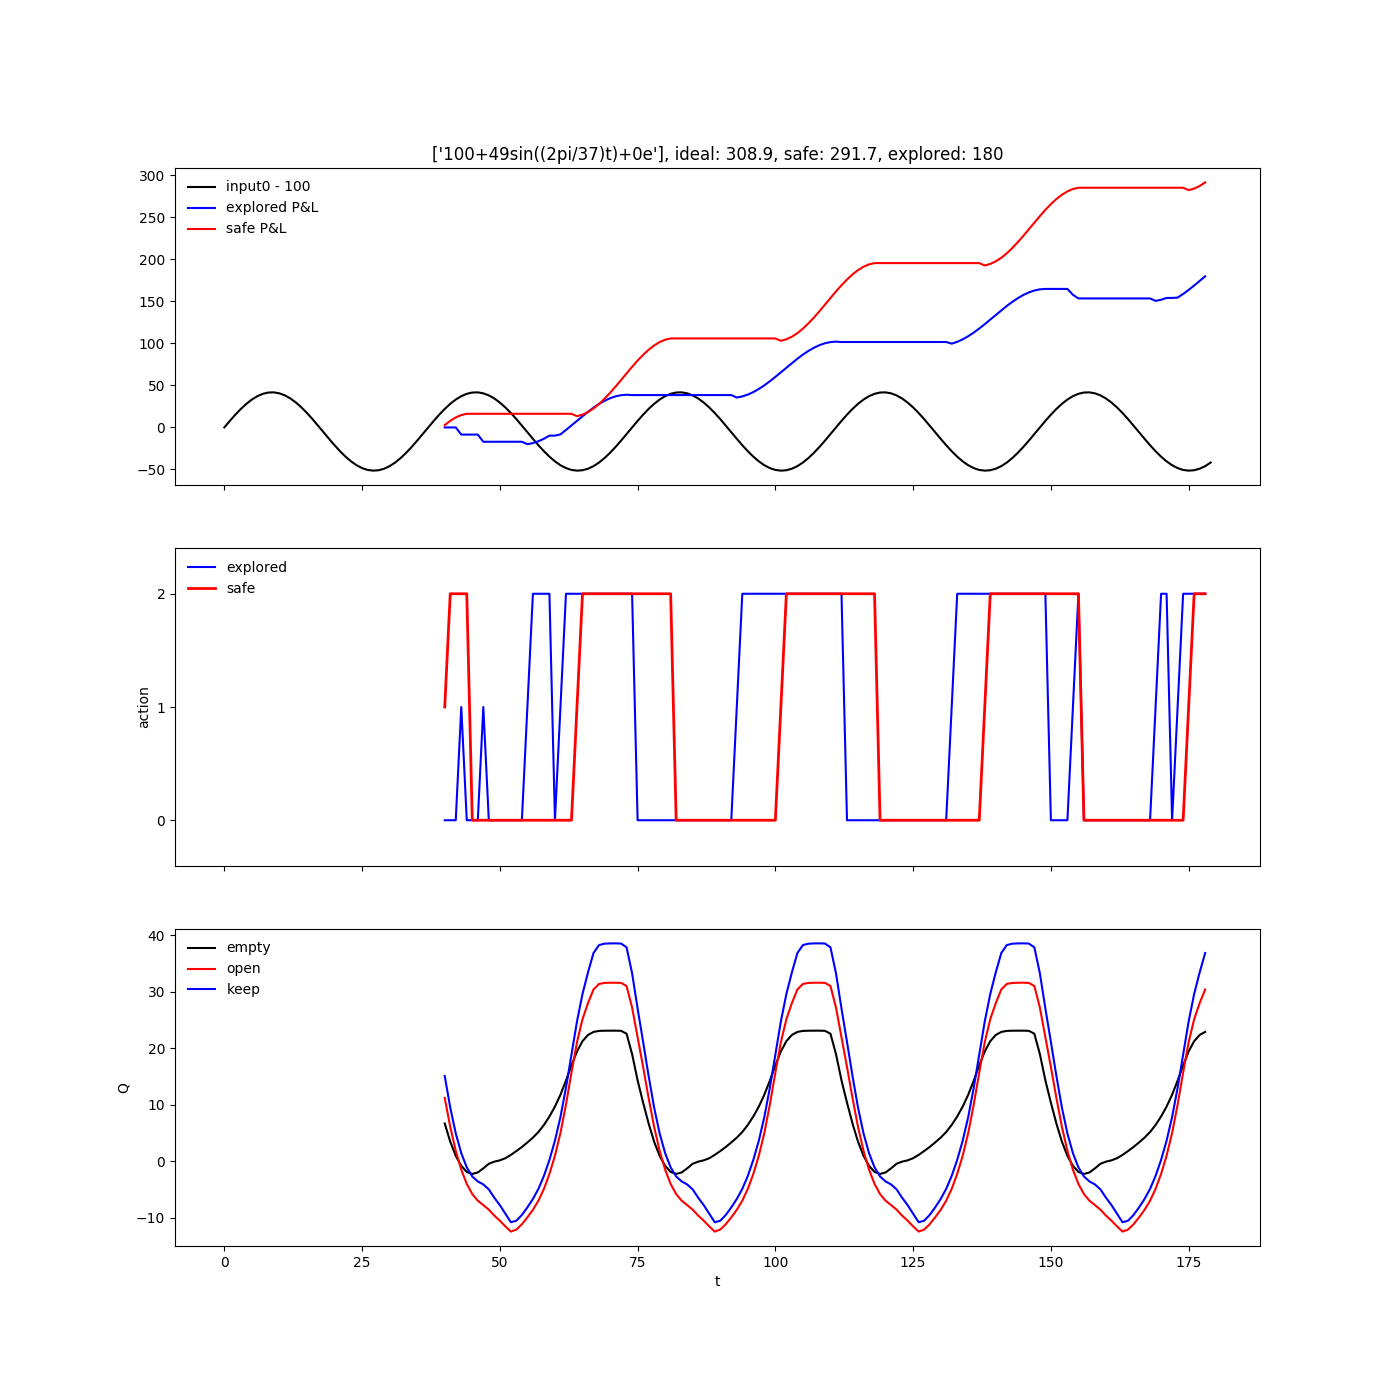 ['100+49sin((2pi/37)t)+0e'], ideal: 308.9, safe: 291.7, explored: 180
300
250
200
150
100
50
0
−50
input0 - 100
explored P&L
safe P&L
2
1
0
action
explored
safe
40
30
20
10
0
−10
Q
empty
open
keep
0 25 50 75 100 125 150 175
t